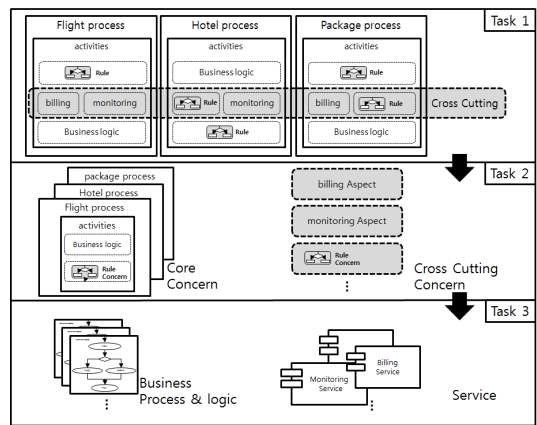 Task 1
Flight process
Hotel process
Package process
activities
activities
activities
Rule
Business logic
Rule
billing
monitoring
Rule
monitoring
billing
Rule
Cross Cutting
Business logic
Rule
Business logic
Task 2
package process
Hotel process
Flight process
activities
Business logic
Rule
Concern
Core
Concern
billing Aspect
monitoring Aspect
Rule
Concern
Cross Cutting
Concern
Task 3
Business
Process & logic
Monitoring
Service
Billing
Service
Service